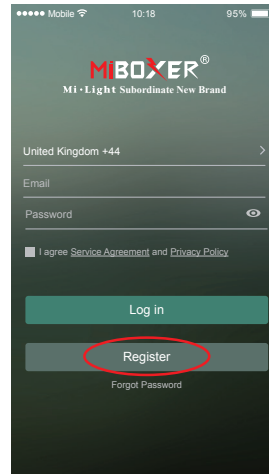 Mobile 10:18 95%
MiBOXER®
Mi·Light Subordinate New Brand
United Kingdom +44
Email
Password
I agree Service Agreement and Privacy Policy
Log in
Register
Forgot Password